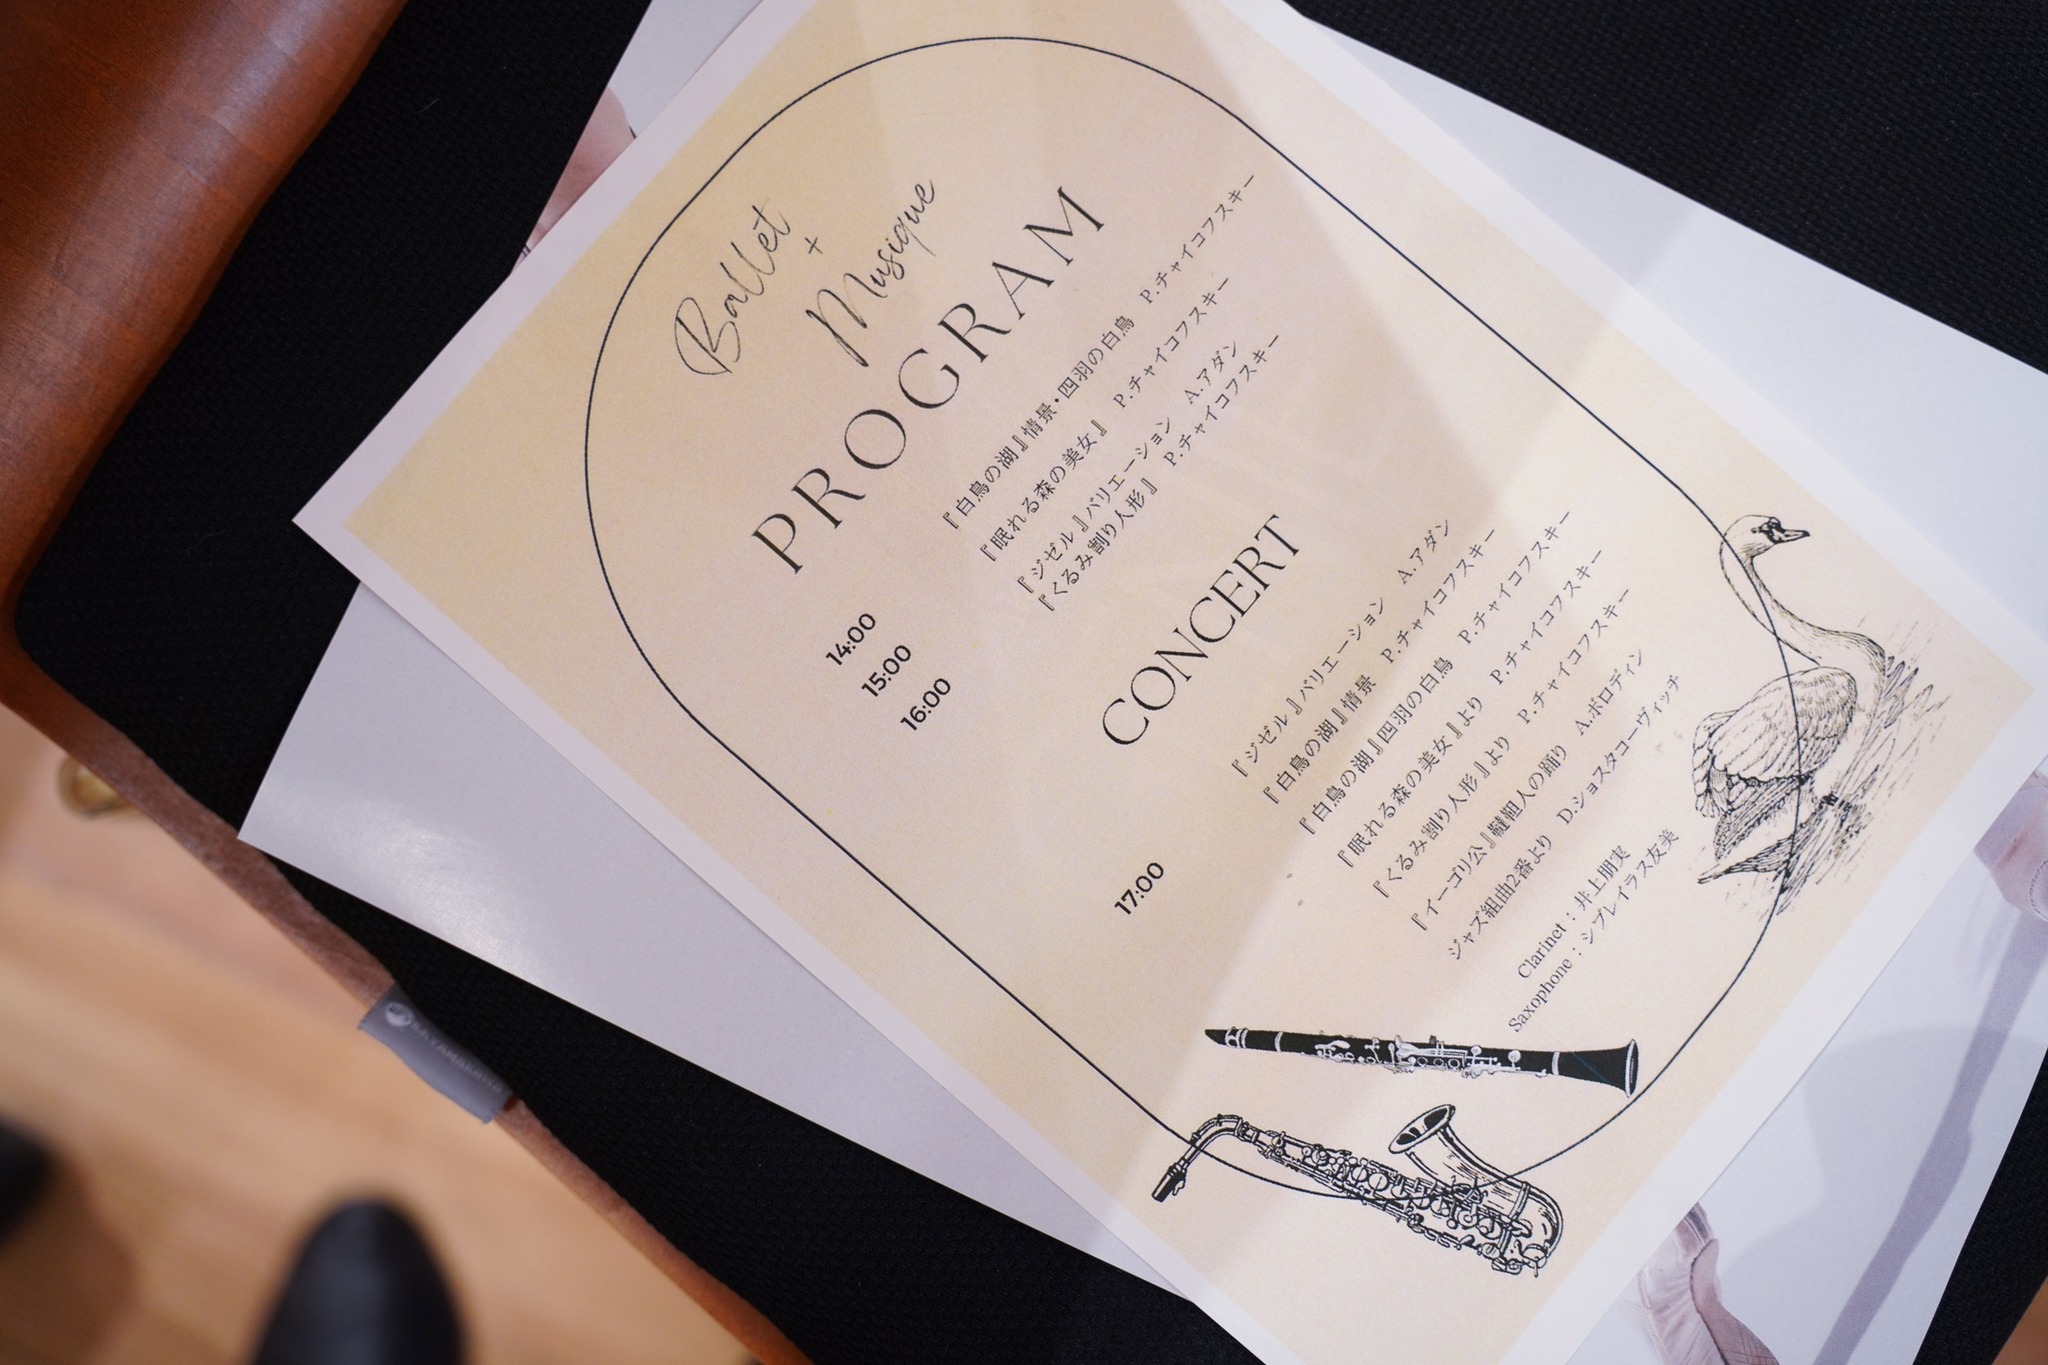 Ballet
+
Musique
PROGRAM
14:00
15:00
16:00
『白鳥の湖』情景・四羽の白鳥 P.チャイコフスキー
『眠れる森の美女』 P.チャイコフスキー
『ジゼル』バリエーション A.アダン
『くるみ割り人形』 P.チャイコフスキー
CONCERT
17:00
『ジゼル』バリエーション A.アダン
『白鳥の湖』情景 P.チャイコフスキー
『白鳥の湖』四羽の白鳥 P.チャイコフスキー
『眠れる森の美女』より P.チャイコフスキー
『くるみ割り人形』より P.チャイコフスキー
『イーゴリ公』韃靼人の踊り A.ボロディン
ジャズ組曲2番より D.ショスタコーヴィッチ
Clarinet：井上朋実
Saxophone：シブレイラス友美